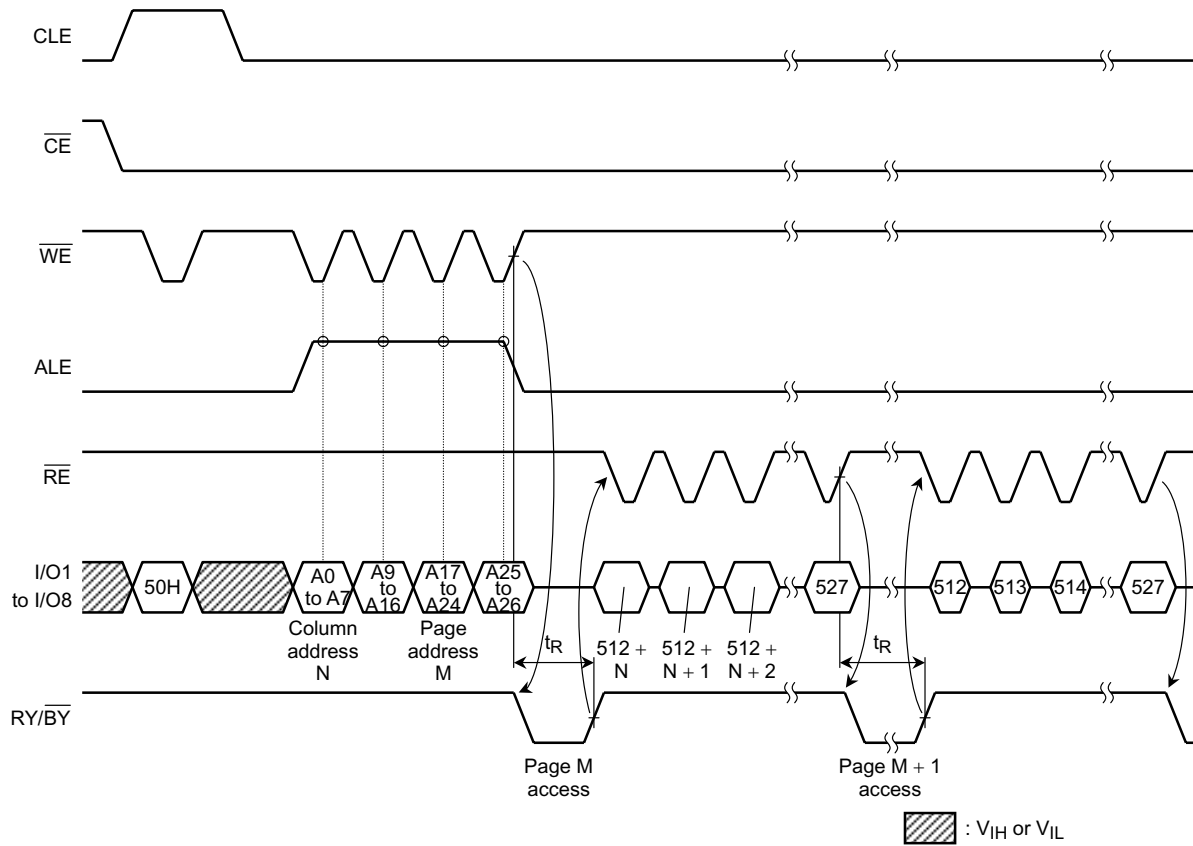 CLE
CE
WE
ALE
RE
I/O1
to I/O8
50H
A0
to A7
A9
to
A16
A17
to
A24
A25
to
A26
527
512
513
514
527
Column
address
N
Page
address
M
tR
512 +
N
512 +
N + 1
512 +
N + 2
tR
RY/BY
Page M
access
Page M + 1
access
: VIH or VIL